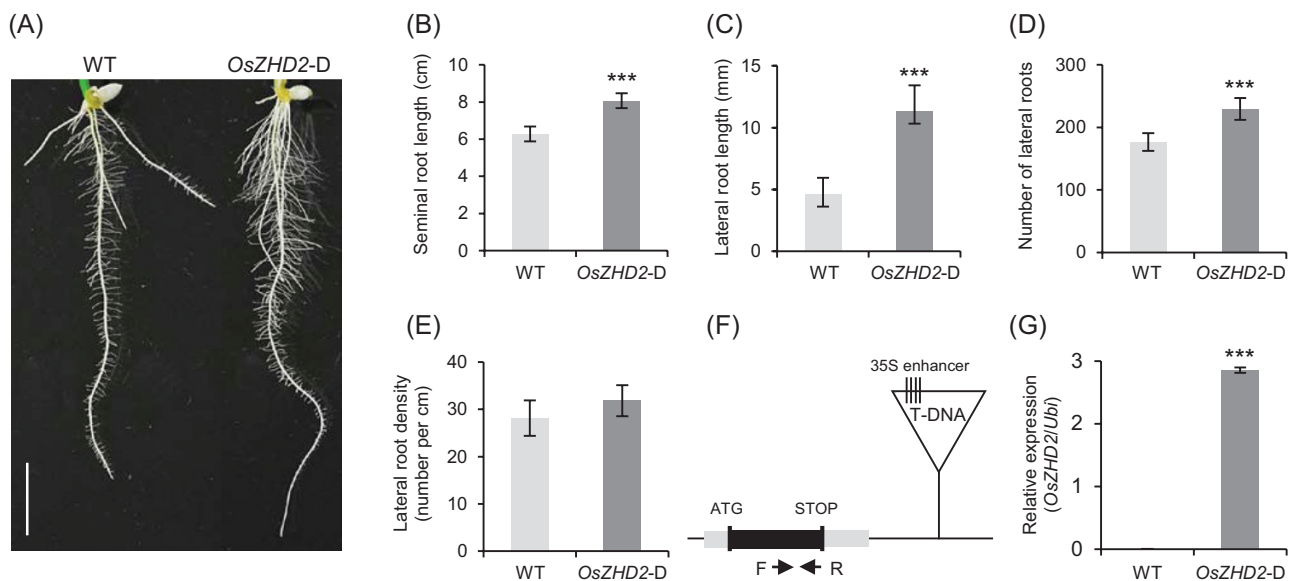 (A)
WT OsZHD2-D
(B)
Seminal root length (cm)
10
8
6
4
2
0
***
WT OsZHD2-D
(C)
Lateral root length (mm)
15
10
5
0
***
WT OsZHD2-D
(D)
Number of lateral roots
300
200
100
0
***
WT OsZHD2-D
(E)
Lateral root density
(number per cm)
40
30
20
10
0
WT OsZHD2-D
(F)
35S enhancer
T-DNA
ATG STOP
F R
(G)
Relative expression
(OsZHD2/Ubi)
3
2
1
0
***
WT OsZHD2-D